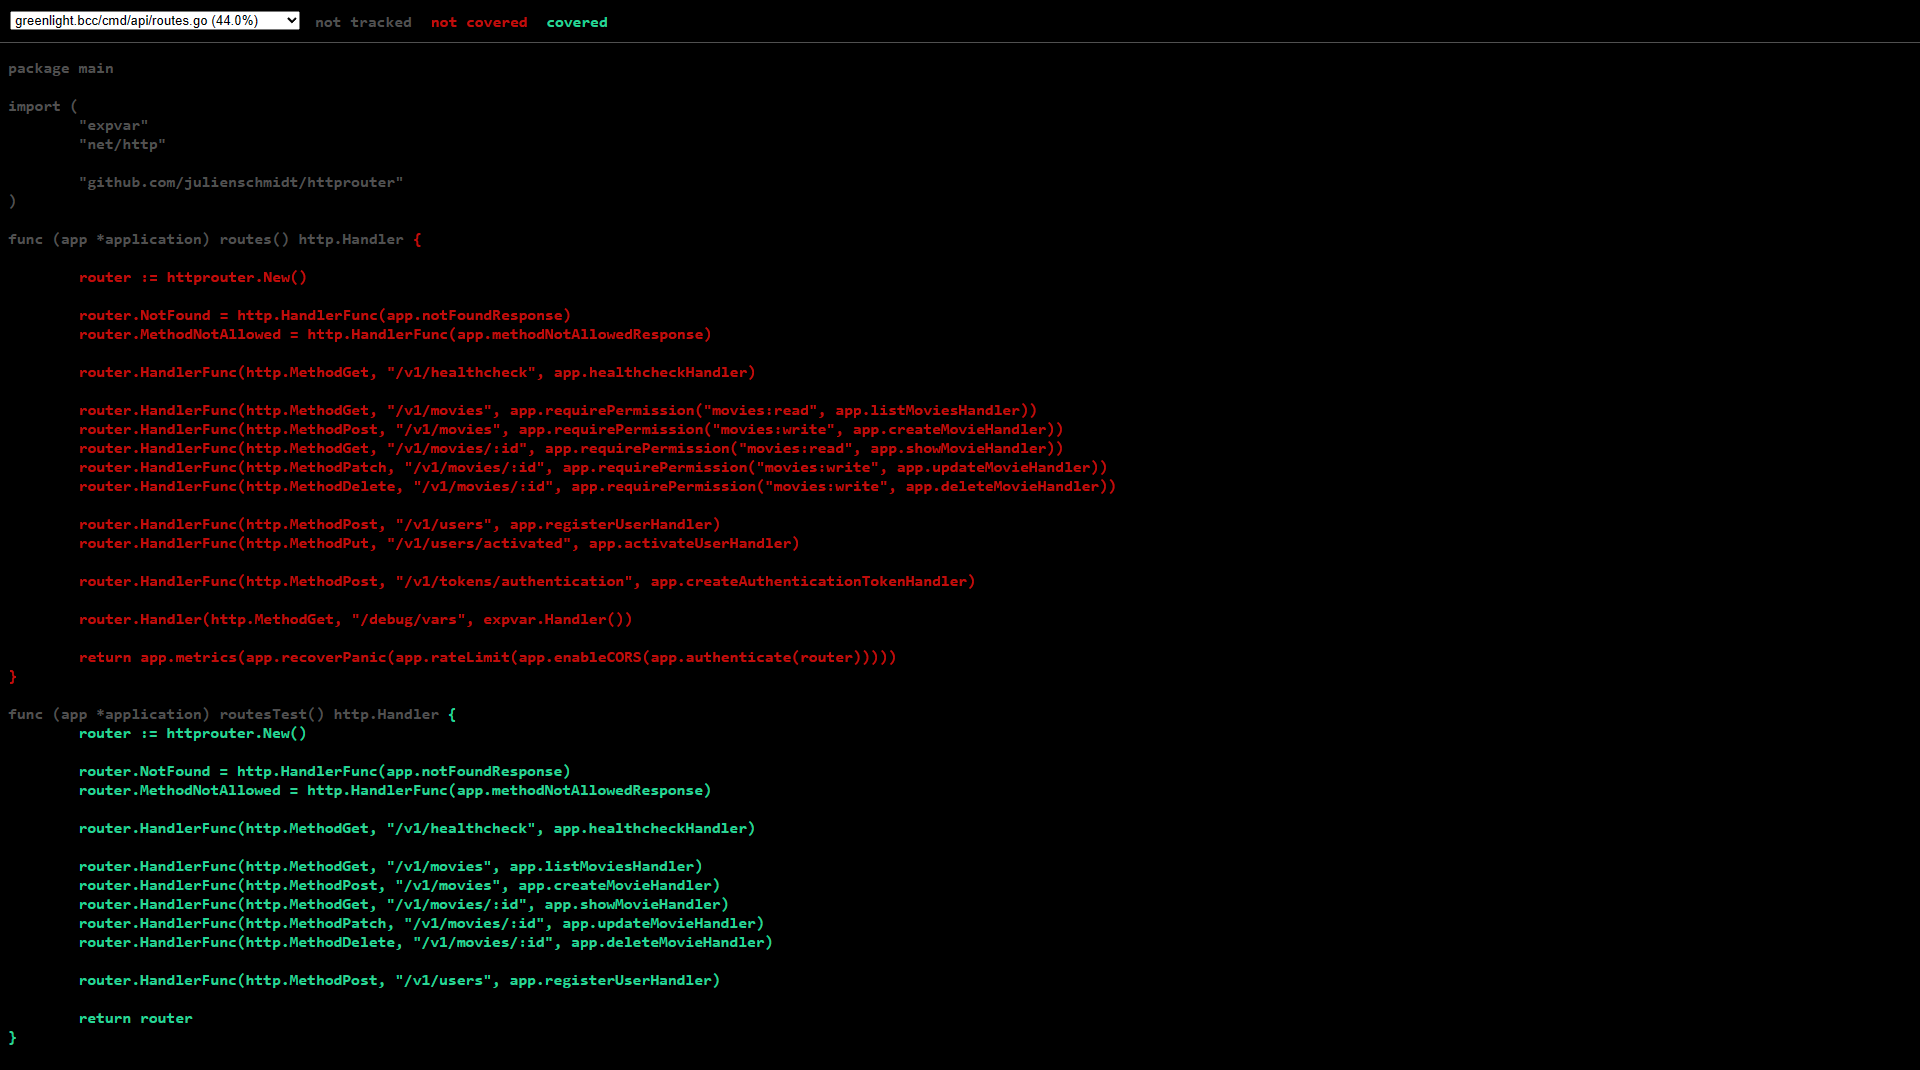 greenlight.bcc/cmd/api/routes.go (44.0%) not tracked not covered covered
package main
import (
"expvar"
"net/http"
"github.com/julienschmidt/httprouter"
)
func (app *application) routes() http.Handler {
router := httprouter.New()
router.NotFound = http.HandlerFunc(app.notFoundResponse)
router.MethodNotAllowed = http.HandlerFunc(app.methodNotAllowedResponse)
router.HandlerFunc(http.MethodGet, "/v1/healthcheck", app.healthcheckHandler)
router.HandlerFunc(http.MethodGet, "/v1/movies", app.requirePermission("movies:read", app.listMoviesHandler))
router.HandlerFunc(http.MethodPost, "/v1/movies", app.requirePermission("movies:write", app.createMovieHandler))
router.HandlerFunc(http.MethodGet, "/v1/movies/:id", app.requirePermission("movies:read", app.showMovieHandler))
router.HandlerFunc(http.MethodPatch, "/v1/movies/:id", app.requirePermission("movies:write", app.updateMovieHandler))
router.HandlerFunc(http.MethodDelete, "/v1/movies/:id", app.requirePermission("movies:write", app.deleteMovieHandler))
router.HandlerFunc(http.MethodPost, "/v1/users", app.registerUserHandler)
router.HandlerFunc(http.MethodPut, "/v1/users/activated", app.activateUserHandler)
router.HandlerFunc(http.MethodPost, "/v1/tokens/authentication", app.createAuthenticationTokenHandler)
router.Handler(http.MethodGet, "/debug/vars", expvar.Handler())
return app.metrics(app.recoverPanic(app.rateLimit(app.enableCORS(app.authenticate(router)))))
}
func (app *application) routesTest() http.Handler {
router := httprouter.New()
router.NotFound = http.HandlerFunc(app.notFoundResponse)
router.MethodNotAllowed = http.HandlerFunc(app.methodNotAllowedResponse)
router.HandlerFunc(http.MethodGet, "/v1/healthcheck", app.healthcheckHandler)
router.HandlerFunc(http.MethodGet, "/v1/movies", app.listMoviesHandler)
router.HandlerFunc(http.MethodPost, "/v1/movies", app.createMovieHandler)
router.HandlerFunc(http.MethodGet, "/v1/movies/:id", app.showMovieHandler)
router.HandlerFunc(http.MethodPatch, "/v1/movies/:id", app.updateMovieHandler)
router.HandlerFunc(http.MethodDelete, "/v1/movies/:id", app.deleteMovieHandler)
router.HandlerFunc(http.MethodPost, "/v1/users", app.registerUserHandler)
return router
}